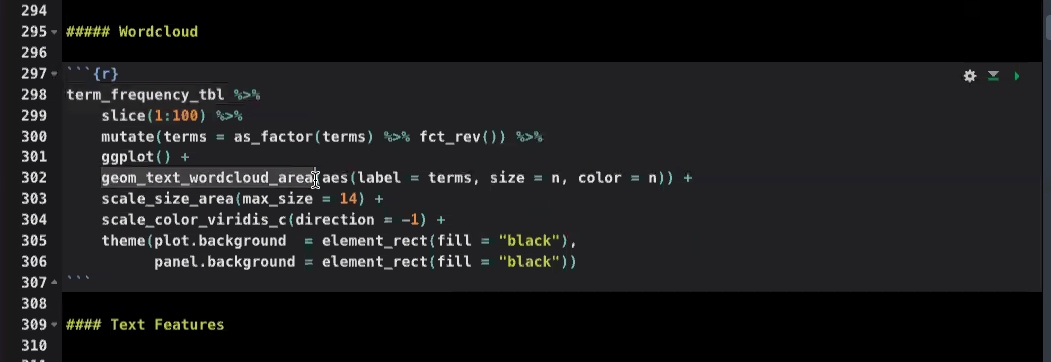 294
295 ##### Wordcloud
296
297 ```{r}
298 term_frequency_tbl %>%
299     slice(1:100) %>%
300     mutate(terms = as_factor(terms) %>% fct_rev()) %>%
301     ggplot() +
302     geom_text_wordcloud_area(aes(label = terms, size = n, color = n)) +
303     scale_size_area(max_size = 14) +
304     scale_color_viridis_c(direction = -1) +
305     theme(plot.background  = element_rect(fill = "black"),
306           panel.background = element_rect(fill = "black"))
307 ```
308
309 #### Text Features
310